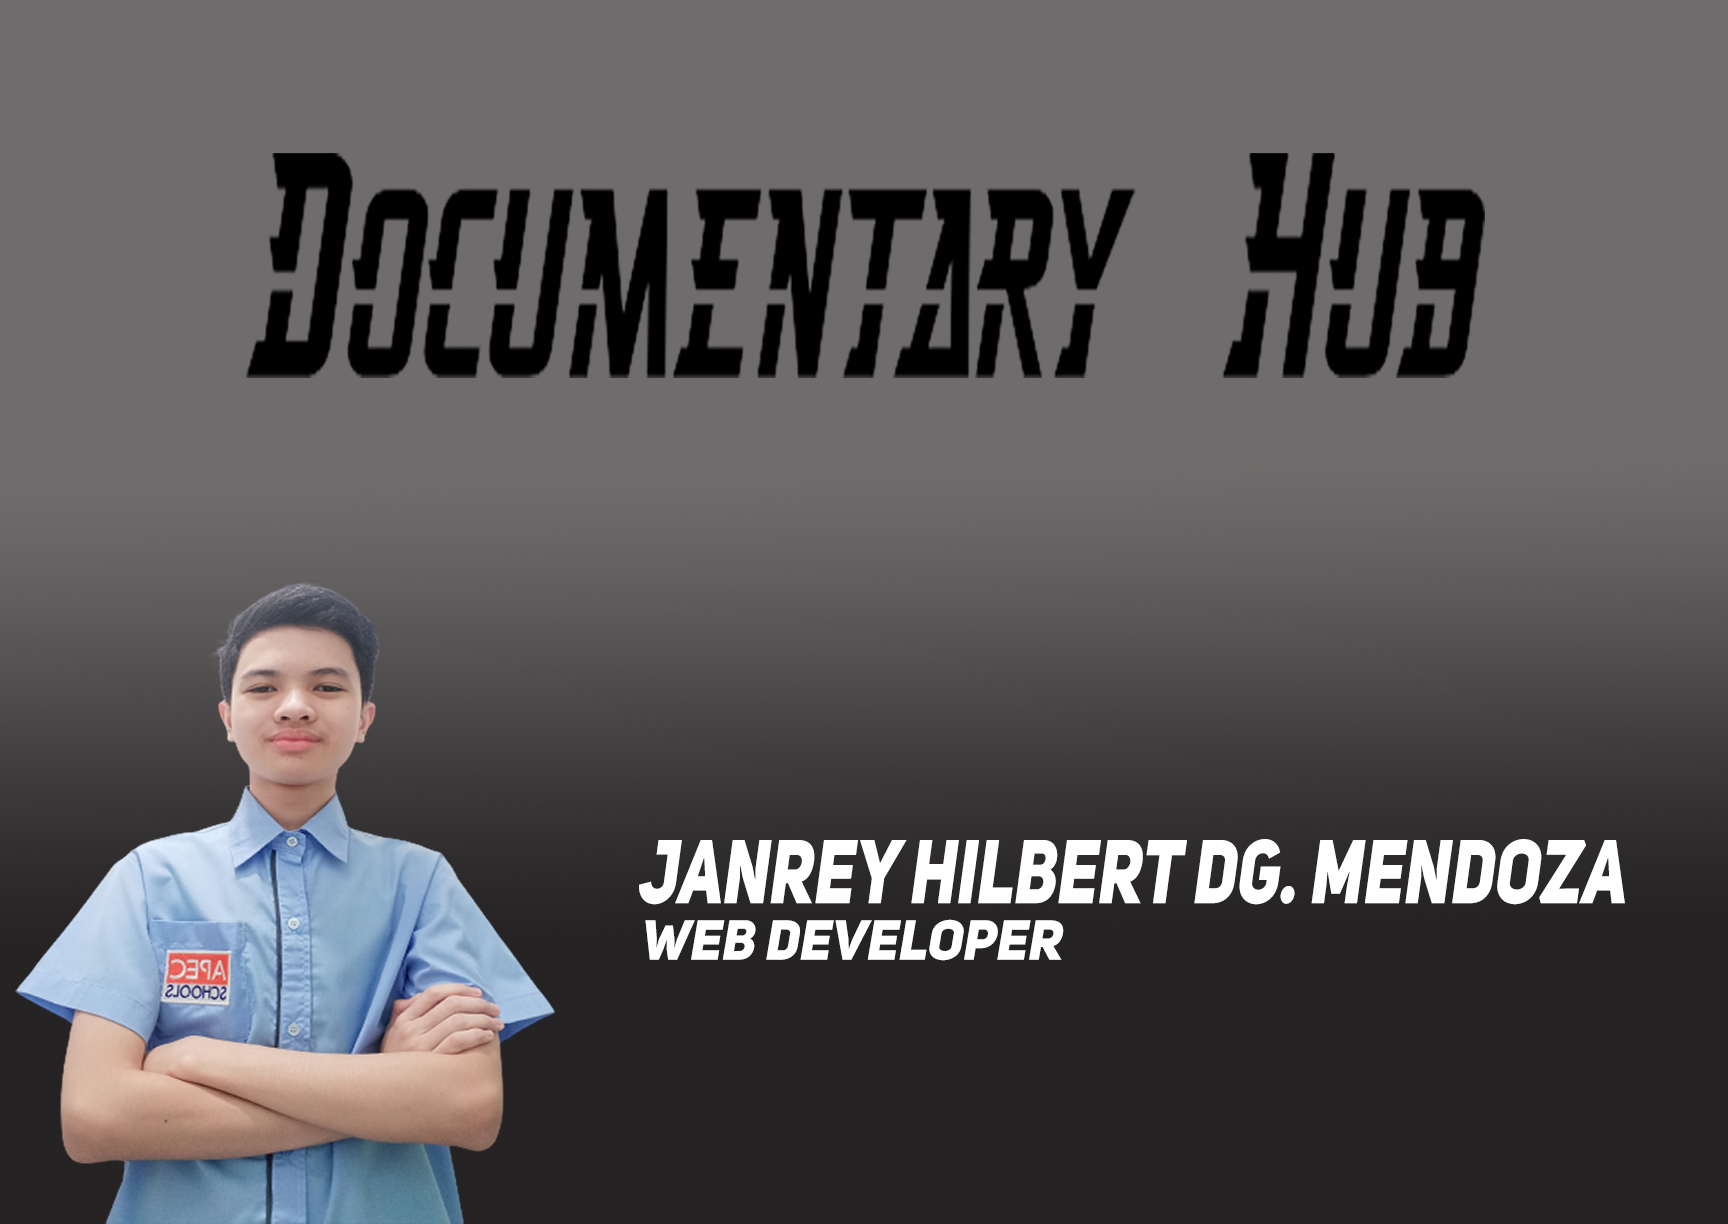 DOCUMENTARY HUB
JANREY HILBERT DG. MENDOZA
WEB DEVELOPER
APEC
SCHOOLS